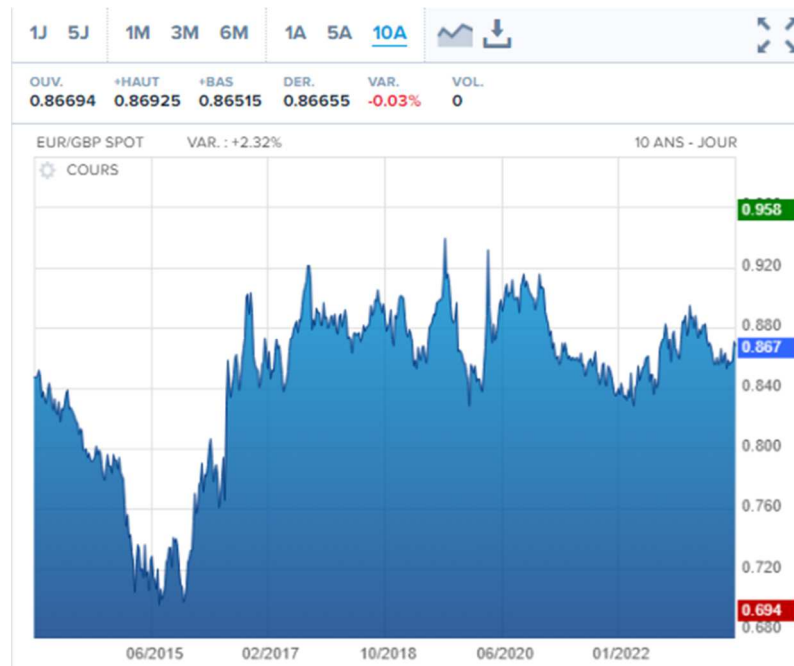 1J 5J 1M 3M 6M 1A 5A 10A
OUV. +HAUT +BAS DER. VAR. VOL.
0.86694 0.86925 0.86515 0.86655 -0.03% 0
EUR/GBP SPOT VAR. : +2.32% 10 ANS - JOUR
COURS
0.958
0.920
0.880
0.867
0.840
0.800
0.760
0.720
0.694
0.680
06/2015 02/2017 10/2018 06/2020 01/2022